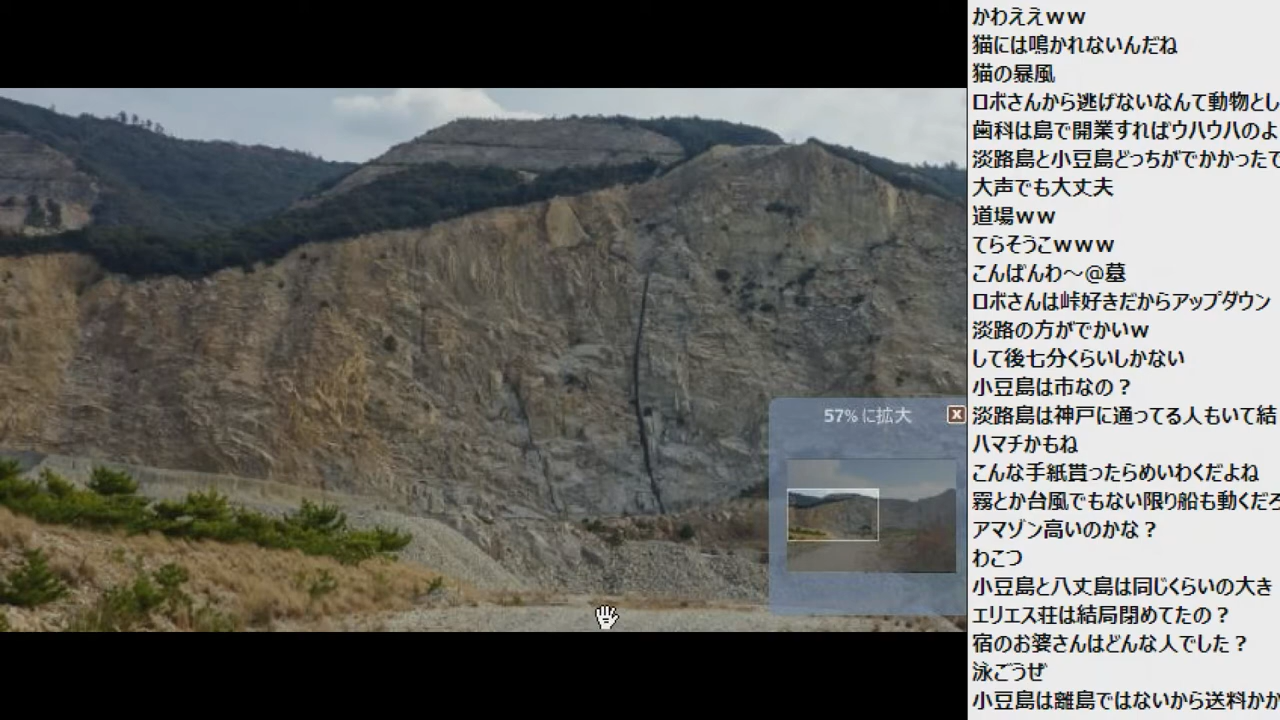 かわええｗｗ
猫には鳴かれないんだね
猫の暴風
ロボさんから逃げないなんて動物とし
歯科は島で開業すればウハウハのよ
淡路島と小豆島どっちがでかかったて
大声でも大丈夫
道場ｗｗ
てらそうこｗｗｗ
こんばんわ～@墓
ロボさんは峠好きだからアップダウン
淡路の方がでかいｗ
して後七分くらいしかない
小豆島は市なの？
淡路島は神戸に通ってる人もいて結
ハマチかもね
こんな手紙貰ったらめいわくだよね
霧とか台風でもない限り船も動くだろ
アマゾン高いのかな？
わこつ
小豆島と八丈島は同じくらいの大き
エリエス荘は結局閉めてたの？
宿のお婆さんはどんな人でした？
泳ごうぜ
小豆島は離島ではないから送料かか
57% に拡大